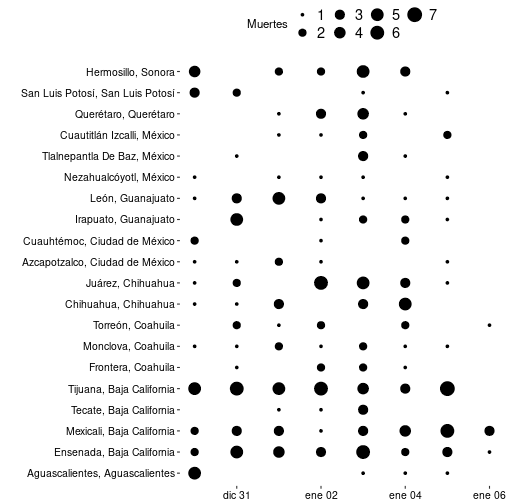 Muertes
1 3 5 7
2 4 6
Hermosillo, Sonora
San Luis Potosí, San Luis Potosí
Querétaro, Querétaro
Cuautitlán Izcalli, México
Tlalnepantla De Baz, México
Nezahualcóyotl, México
León, Guanajuato
Irapuato, Guanajuato
Cuauhtémoc, Ciudad de México
Azcapotzalco, Ciudad de México
Juárez, Chihuahua
Chihuahua, Chihuahua
Torreón, Coahuila
Monclova, Coahuila
Frontera, Coahuila
Tijuana, Baja California
Tecate, Baja California
Mexicali, Baja California
Ensenada, Baja California
Aguascalientes, Aguascalientes
dic 31 ene 02 ene 04 ene 06